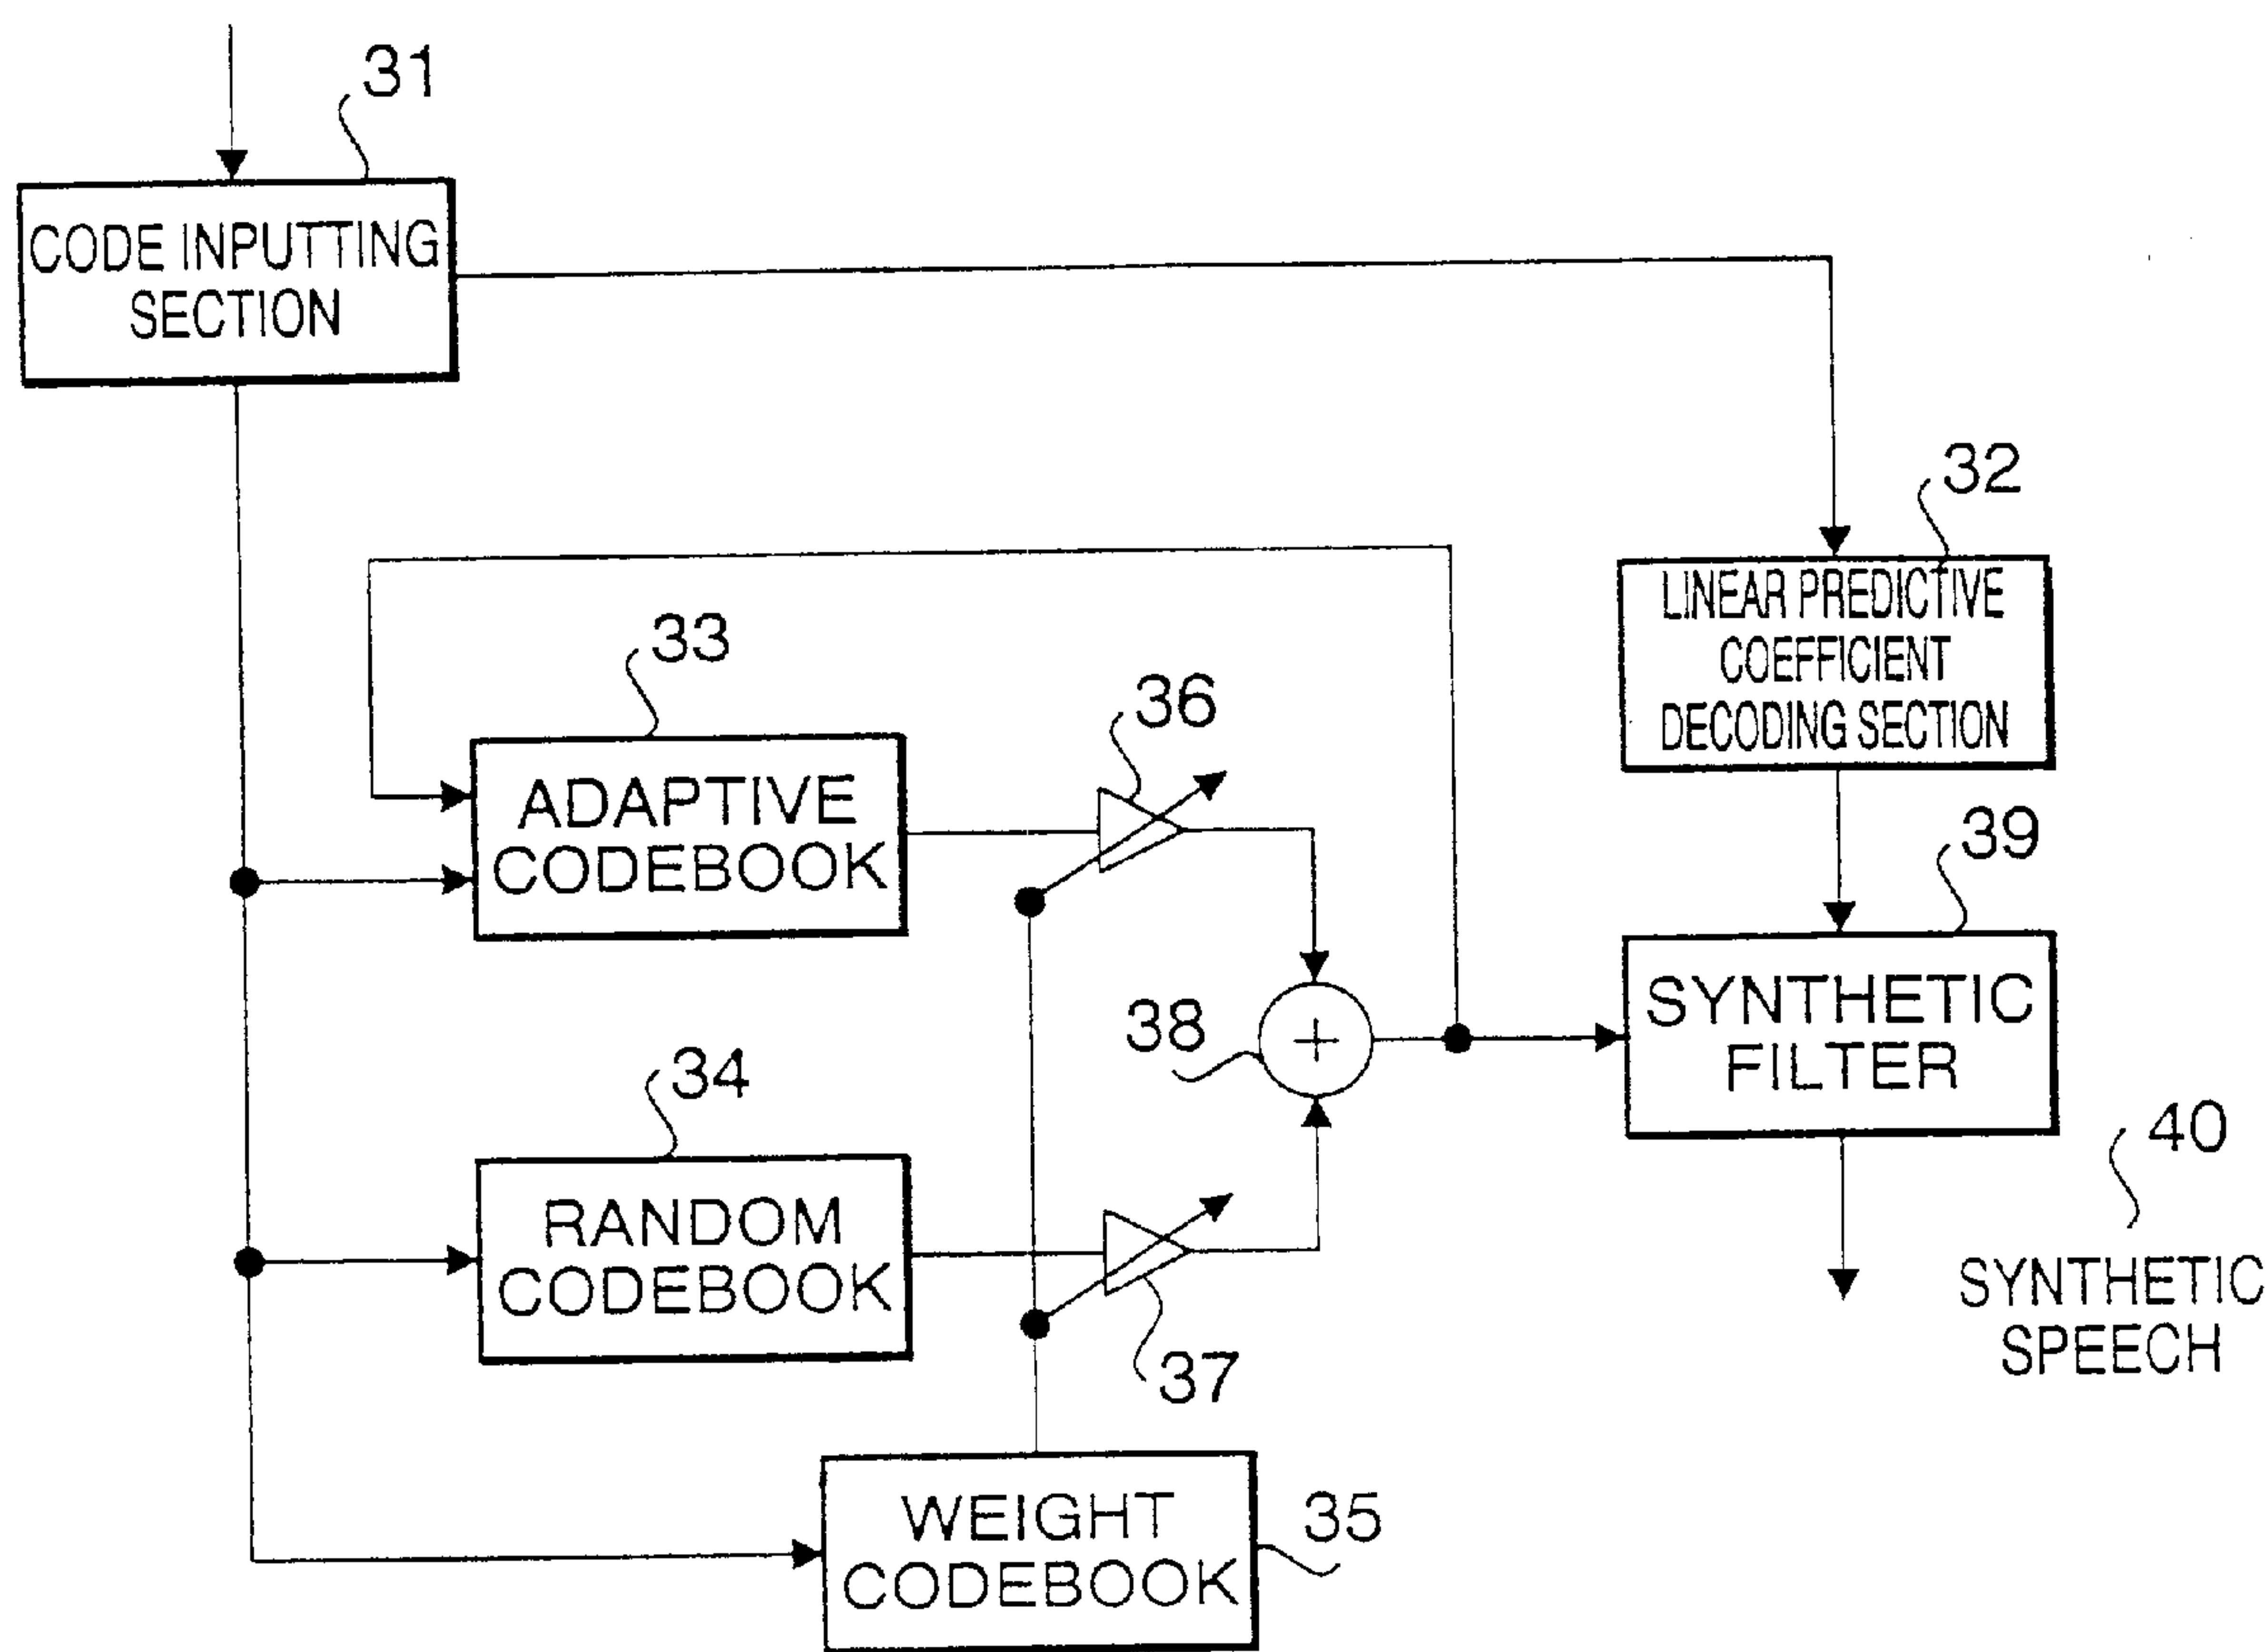 31
CODE INPUTTING
SECTION
32
LINEAR PREDICTIVE
COEFFICIENT
DECODING SECTION
33
ADAPTIVE
CODEBOOK
36
39
SYNTHETIC
FILTER
38
+
34
RANDOM
CODEBOOK
37
40
SYNTHETIC
SPEECH
WEIGHT
CODEBOOK
35